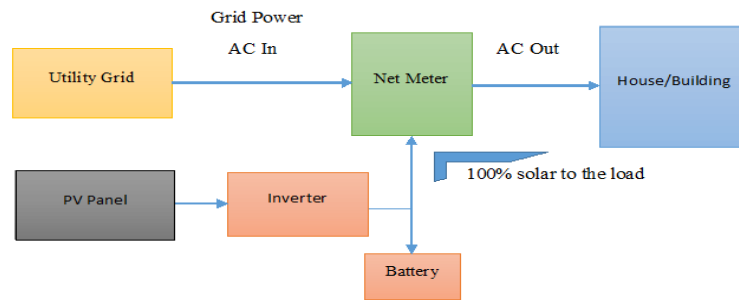 Grid Power
AC In
AC Out
Utility Grid
Net Meter
House/Building
100% solar to the load
PV Panel
Inverter
Battery